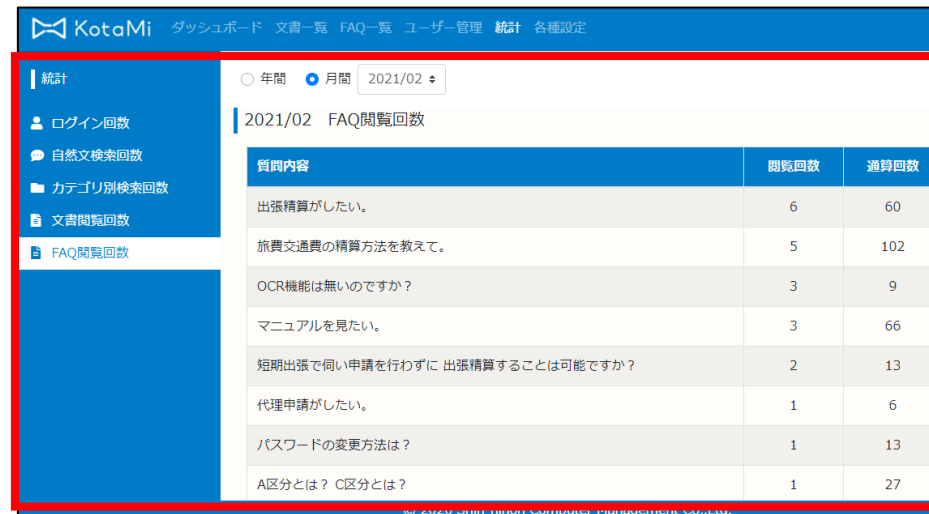 KotaMi ダッシュボード 文書一覧 FAQ一覧 ユーザー管理 統計 各種設定
統計
ログイン回数
自然文検索回数
カテゴリ別検索回数
文書閲覧回数
FAQ閲覧回数
年間 月間 2021/02
2021/02 FAQ閲覧回数
質問内容 閲覧回数 通算回数
出張精算がしたい。 6 60
旅費交通費の精算方法を教えて。 5 102
OCR機能は無いのですか？ 3 9
マニュアルを見たい。 3 66
短期出張で伺い申請を行わずに 出張精算することは可能ですか？ 2 13
代理申請がしたい。 1 6
パスワードの変更方法は？ 1 13
A区分とは？ C区分とは？ 1 27
© 2020 Shin Nihon Computer Management Co.,Ltd.